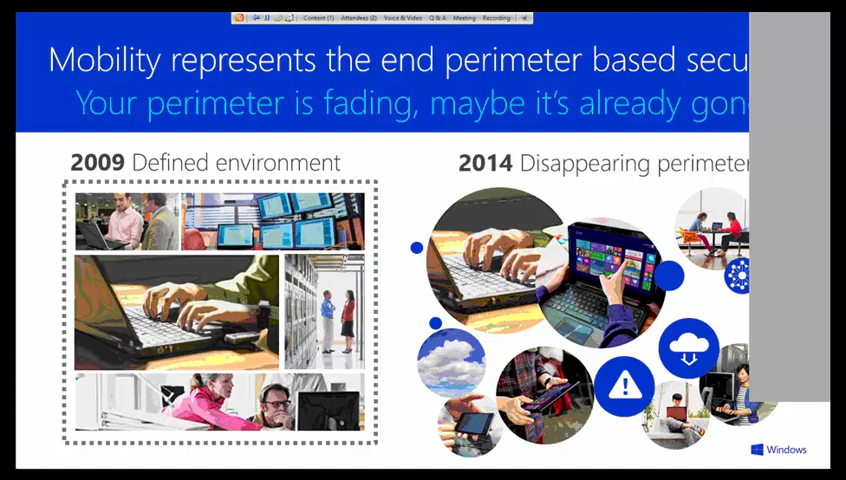 Content (1) Attendees (2) Voice & Video Q & A Meeting Recording
Mobility represents the end perimeter based secu
Your perimeter is fading, maybe it's already gon
2009 Defined environment
2014 Disappearing perimeter
Windows